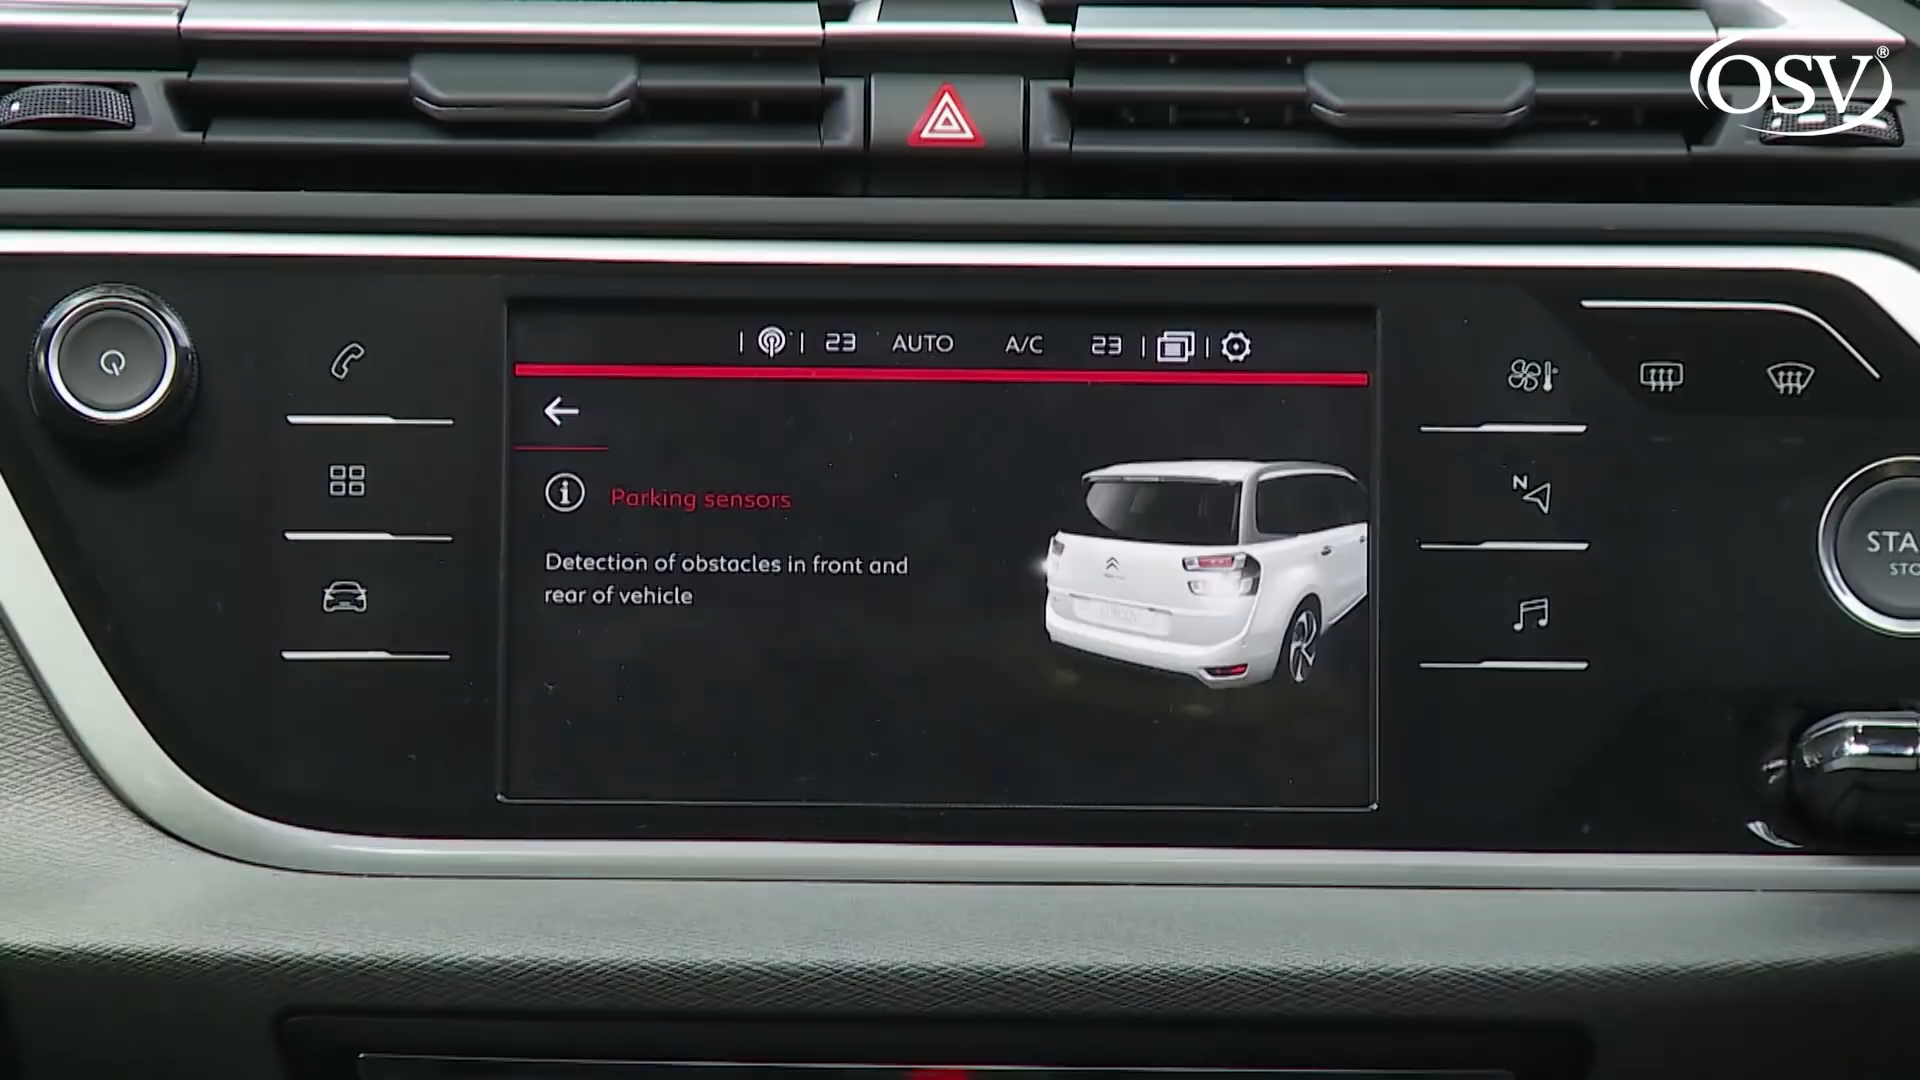 OSV®
23 AUTO A/C 23
Parking sensors
Detection of obstacles in front and
rear of vehicle
N
STA
STO